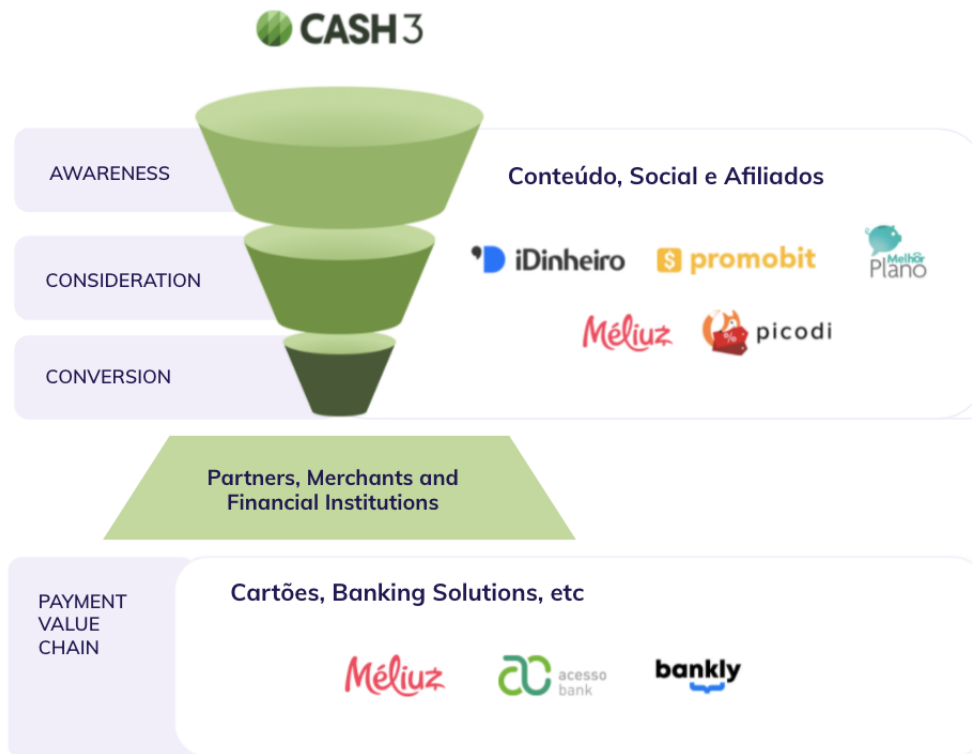 CASH3
AWARENESS
Conteúdo, Social e Afiliados
CONSIDERATION
iDinheiro
promobit
Melhor
Plano
Méliuz
%
picodi
CONVERSION
Partners, Merchants and
Financial Institutions
PAYMENT
VALUE
CHAIN
Cartões, Banking Solutions, etc
Méliuz
acesso
bank
bankly